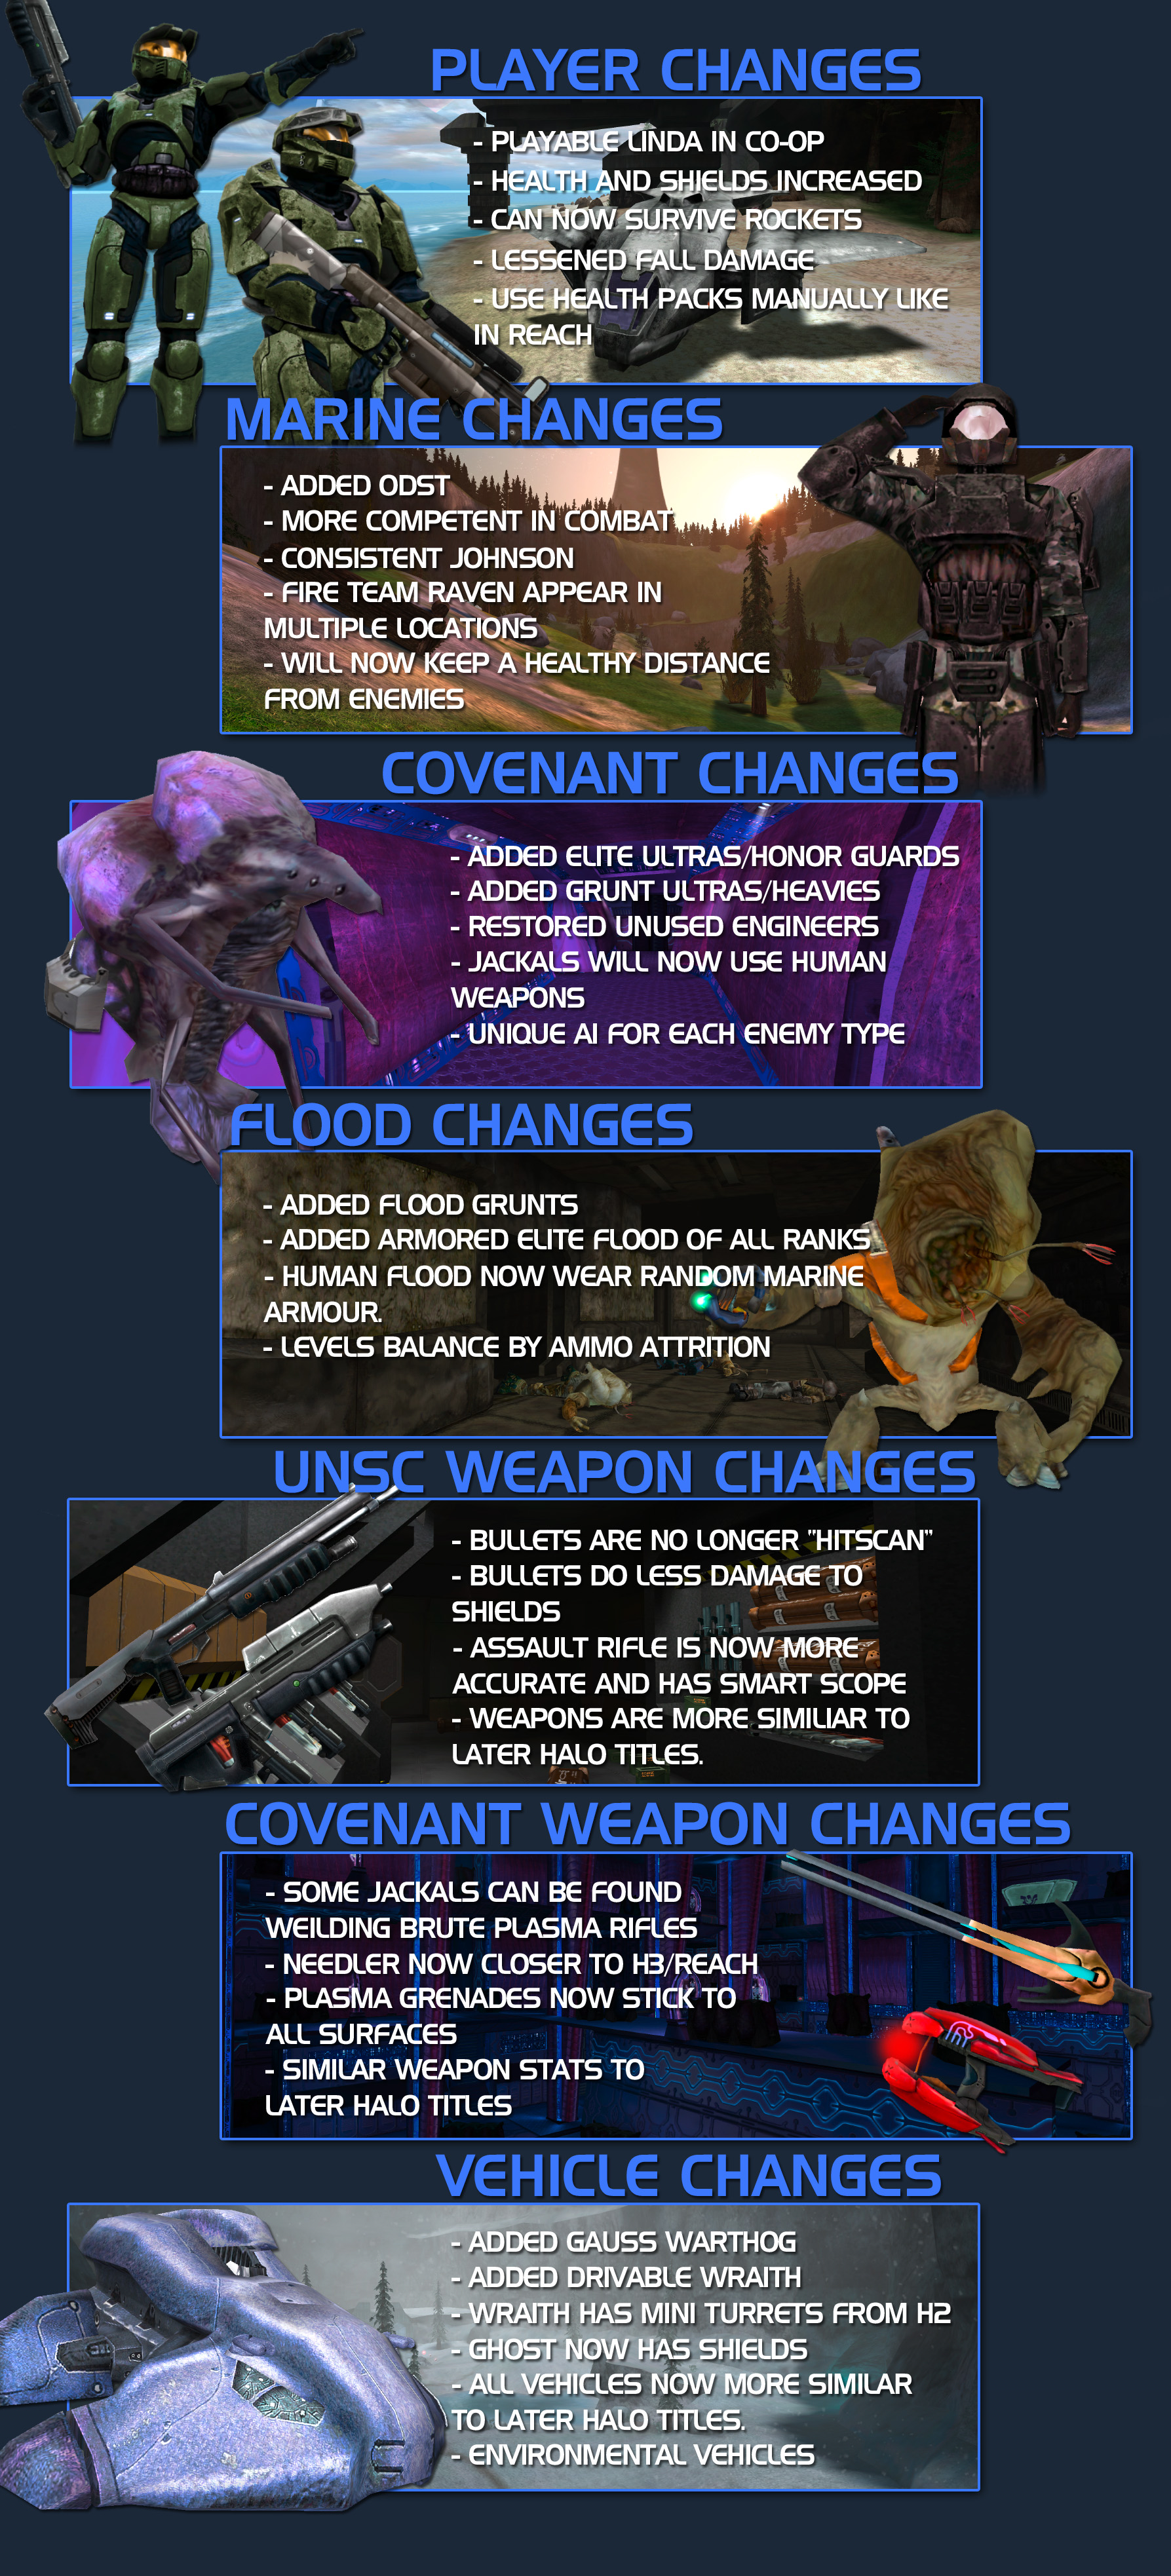 PLAYER CHANGES
- PLAYABLE LINDA IN CO-OP
- HEALTH AND SHIELDS INCREASED
- CAN NOW SURVIVE ROCKETS
- LESSENED FALL DAMAGE
- USE HEALTH PACKS MANUALLY LIKE
IN REACH
MARINE CHANGES
- ADDED ODST
- MORE COMPETENT IN COMBAT
- CONSISTENT JOHNSON
- FIRE TEAM RAVEN APPEAR IN
MULTIPLE LOCATIONS
- WILL NOW KEEP A HEALTHY DISTANCE
FROM ENEMIES
COVENANT CHANGES
- ADDED ELITE ULTRAS/HONOR GUARDS
- ADDED GRUNT ULTRAS/HEAVIES
- RESTORED UNUSED ENGINEERS
- JACKALS WILL NOW USE HUMAN
WEAPONS
- UNIQUE AI FOR EACH ENEMY TYPE
FLOOD CHANGES
- ADDED FLOOD GRUNTS
- ADDED ARMORED ELITE FLOOD OF ALL RANKS
- HUMAN FLOOD NOW WEAR RANDOM MARINE
ARMOUR.
- LEVELS BALANCE BY AMMO ATTRITION
UNSC WEAPON CHANGES
- BULLETS ARE NO LONGER "HITSCAN"
- BULLETS DO LESS DAMAGE TO
SHIELDS
- ASSAULT RIFLE IS NOW MORE
ACCURATE AND HAS SMART SCOPE
- WEAPONS ARE MORE SIMILIAR TO
LATER HALO TITLES.
COVENANT WEAPON CHANGES
- SOME JACKALS CAN BE FOUND
WEILDING BRUTE PLASMA RIFLES
- NEEDLER NOW CLOSER TO H3/REACH
- PLASMA GRENADES NOW STICK TO
ALL SURFACES
- SIMILAR WEAPON STATS TO
LATER HALO TITLES
VEHICLE CHANGES
- ADDED GAUSS WARTHOG
- ADDED DRIVABLE WRAITH
- WRAITH HAS MINI TURRETS FROM H2
- GHOST NOW HAS SHIELDS
- ALL VEHICLES NOW MORE SIMILAR
TO LATER HALO TITLES.
- ENVIRONMENTAL VEHICLES